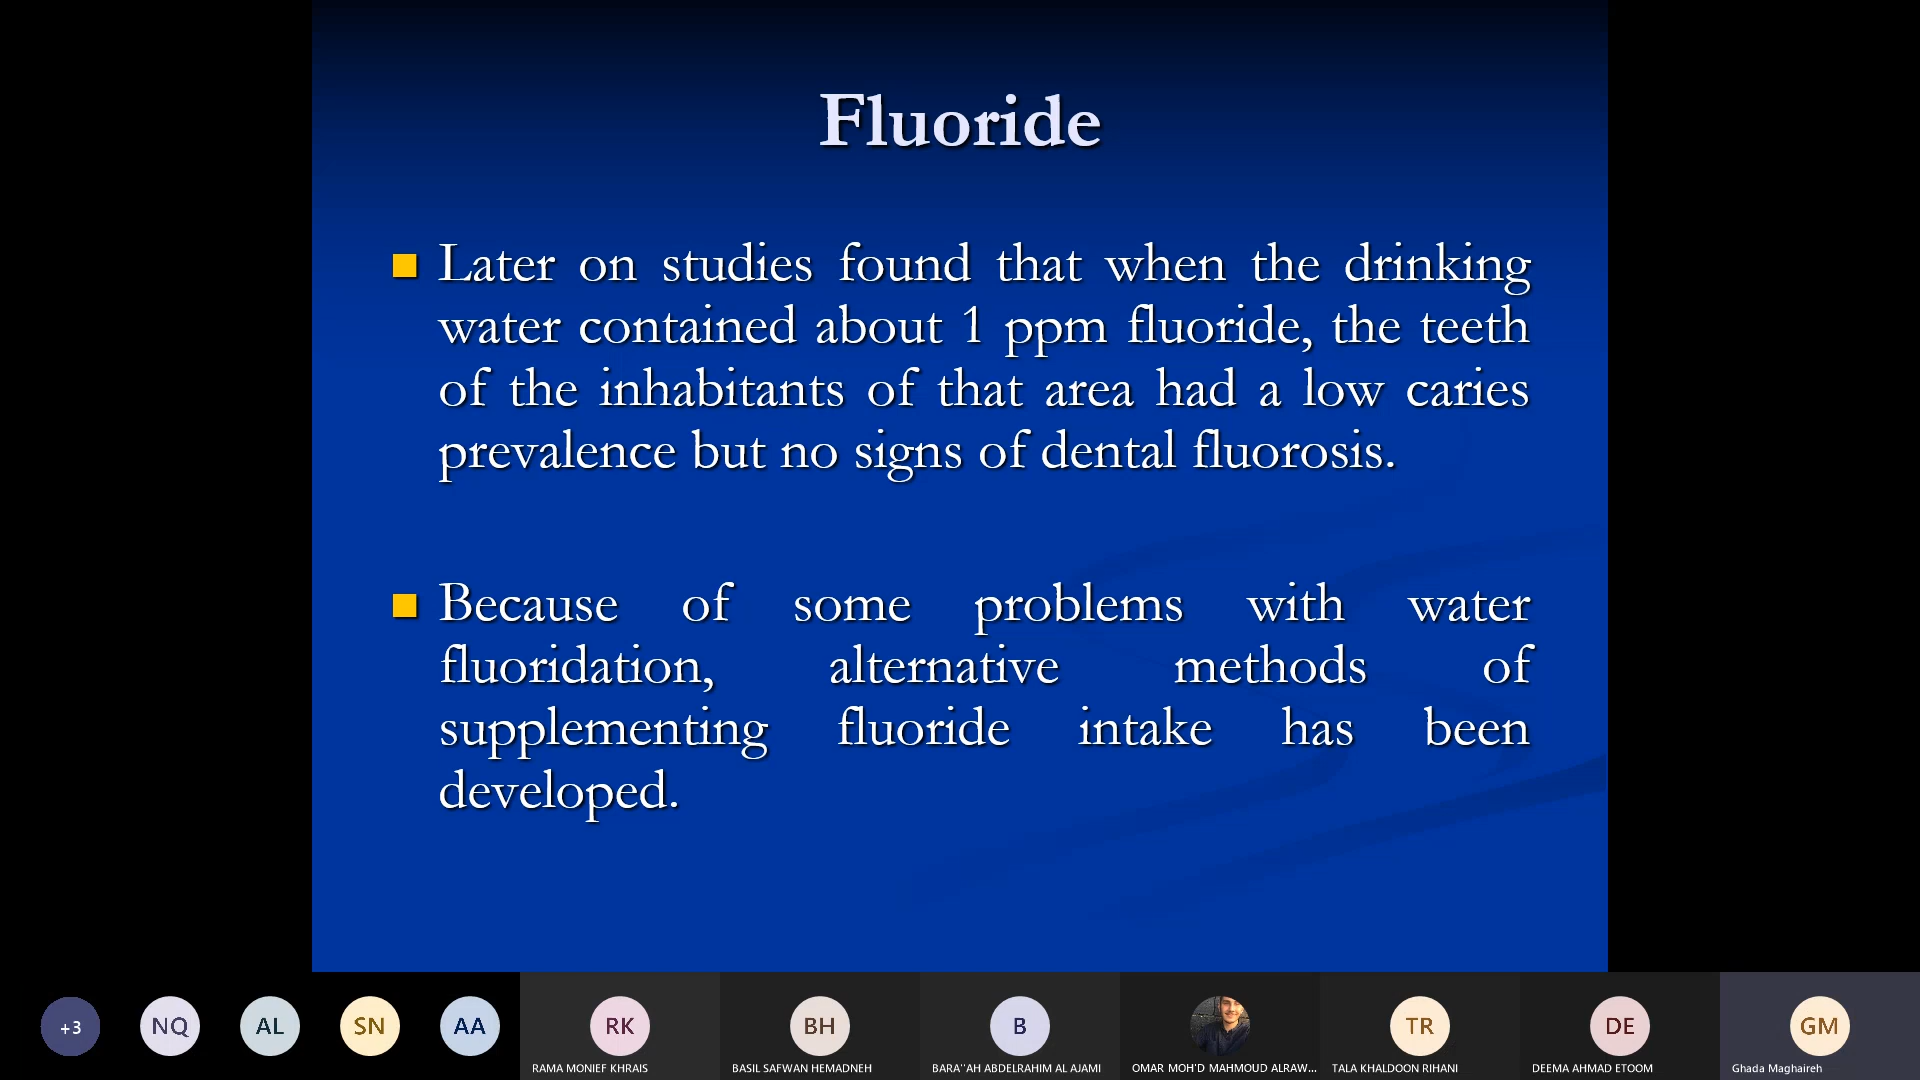 Fluoride
Later on studies found that when the drinking
water contained about 1 ppm fluoride, the teeth
of the inhabitants of that area had a low caries
prevalence but no signs of dental fluorosis.
Because of some problems with water
fluoridation, alternative methods of
supplementing fluoride intake has been
developed.
+3
NQ
AL
SN
AA
RK
BH
B
TR
DE
GM
RAMA MONIEF KHRAIS
BASIL SAFWAN HEMADNEH
BARA''AH ABDELRAHIM AL AJAMI
OMAR MOH'D MAHMOUD ALRAW...
TALA KHALDOON RIHANI
DEEMA AHMAD ETOOM
Ghada Maghaireh